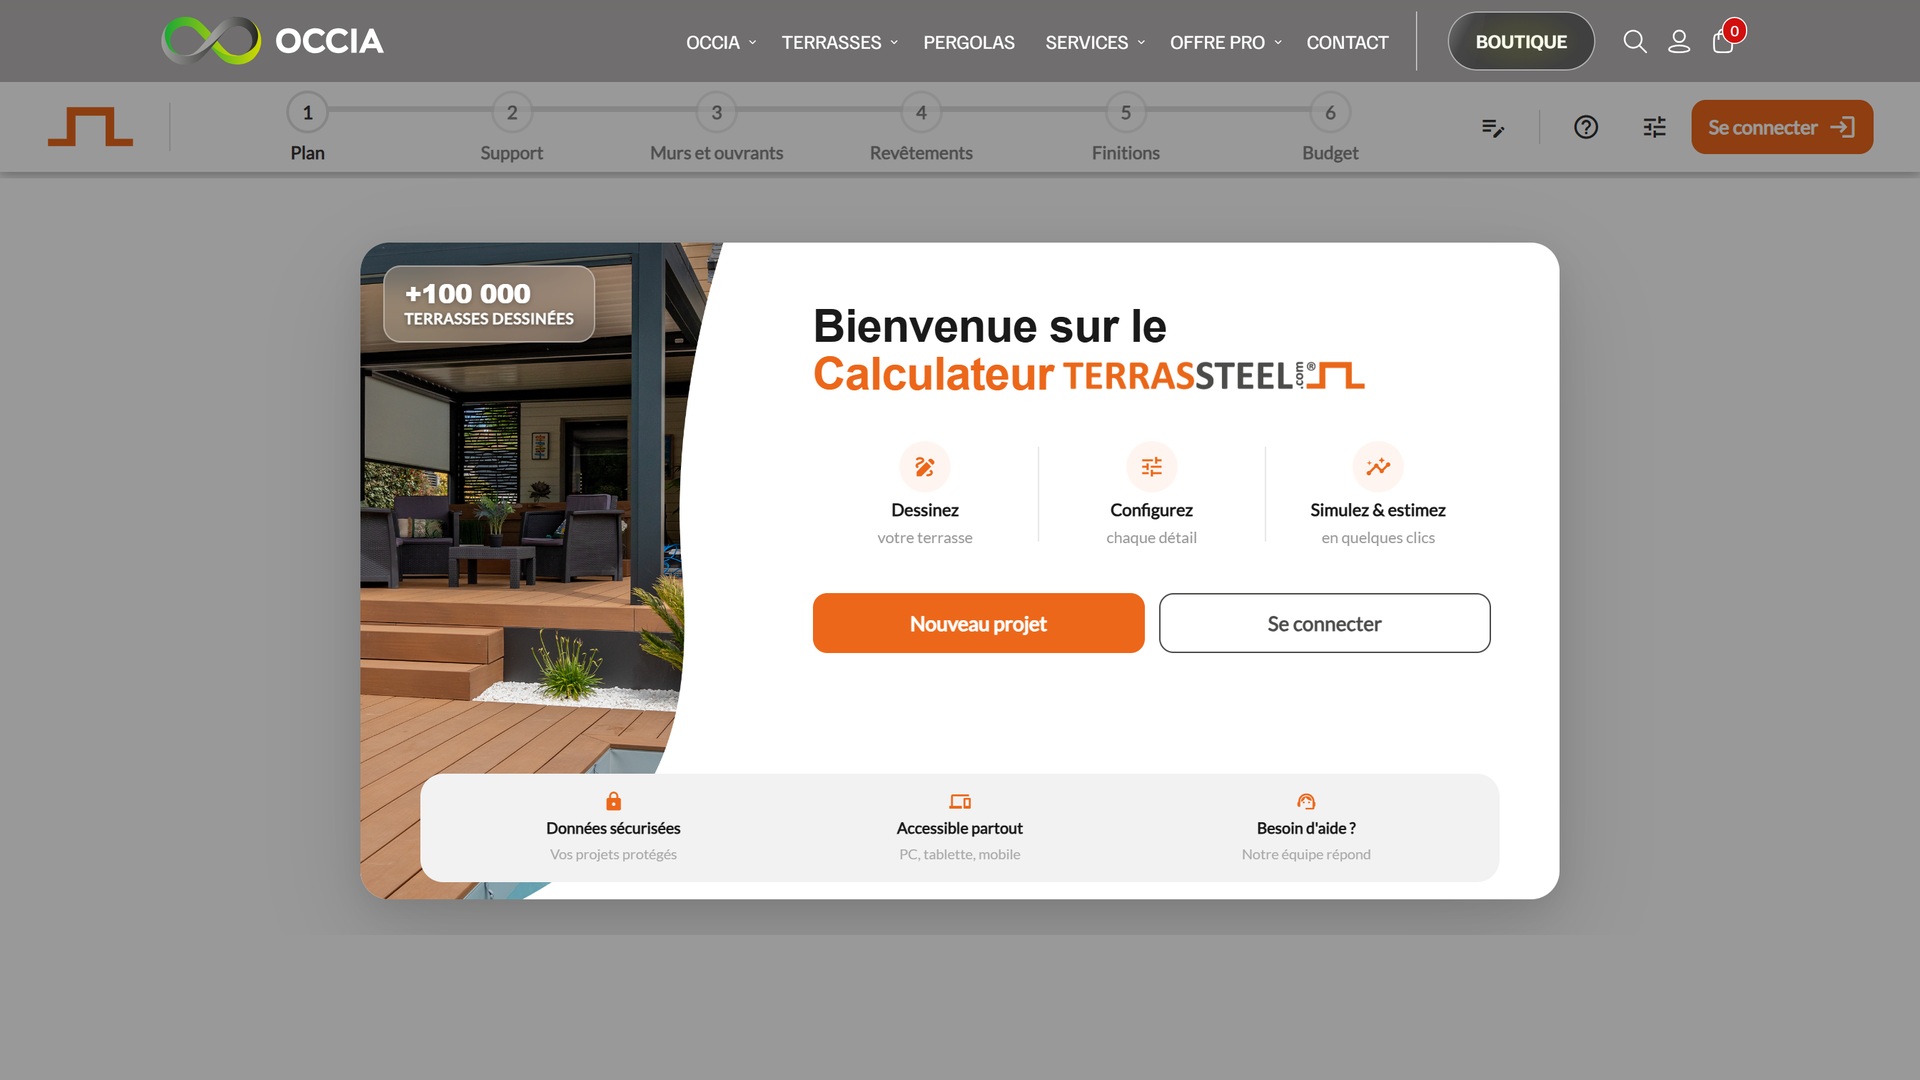 OCCIA
OCCIA
TERRASSES
PERGOLAS
SERVICES
OFFRE PRO
CONTACT
BOUTIQUE
0
1
2
3
4
5
6
Plan
Support
Murs et ouvrants
Revêtements
Finitions
Budget
Se connecter
+100 000
TERRASSES DESSINÉES
Bienvenue sur le
Calculateur TERRASSTEEL.com®
Dessinez
votre terrasse
Configurez
chaque détail
Simulez & estimez
en quelques clics
Nouveau projet
Se connecter
Données sécurisées
Vos projets protégés
Accessible partout
PC, tablette, mobile
Besoin d'aide ?
Notre équipe répond